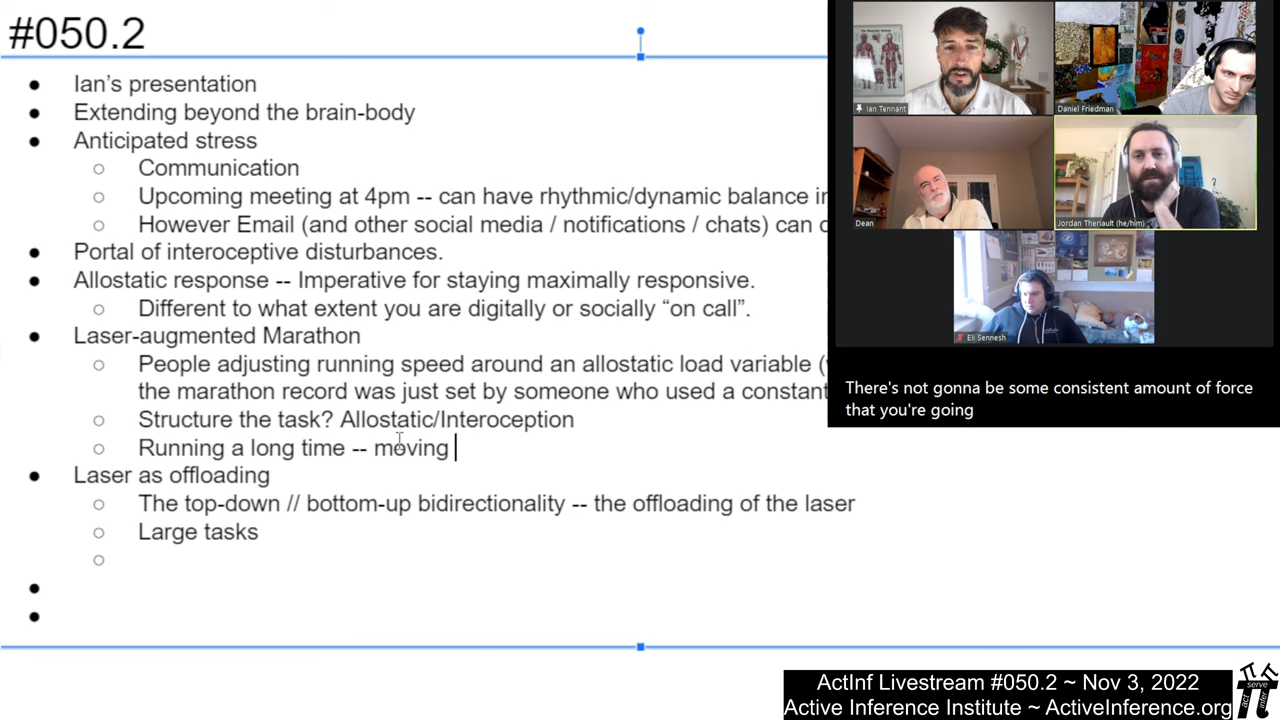 #050.2
Ian's presentation
Extending beyond the brain-body
Anticipated stress
Communication
Upcoming meeting at 4pm -- can have rhythmic/dynamic balance in
However Email (and other social media / notifications / chats) can
Portal of interoceptive disturbances.
Allostatic response -- Imperative for staying maximally responsive.
Different to what extent you are digitally or socially “on call”.
Laser-augmented Marathon
People adjusting running speed around an allostatic load variable (
the marathon record was just set by someone who used a constant
Structure the task? Allostatic/Interoception
Running a long time -- moving
Laser as offloading
The top-down // bottom-up bidirectionality -- the offloading of the laser
Large tasks
Ian Tennant
Daniel Friedman
Dean
Jordan Theriault (he/him)
Eli Sennesh
There's not gonna be some consistent amount of force
that you're going
ActInf Livestream #050.2 ~ Nov 3, 2022
Active Inference Institute ~ ActiveInference.org
act
serve
infer